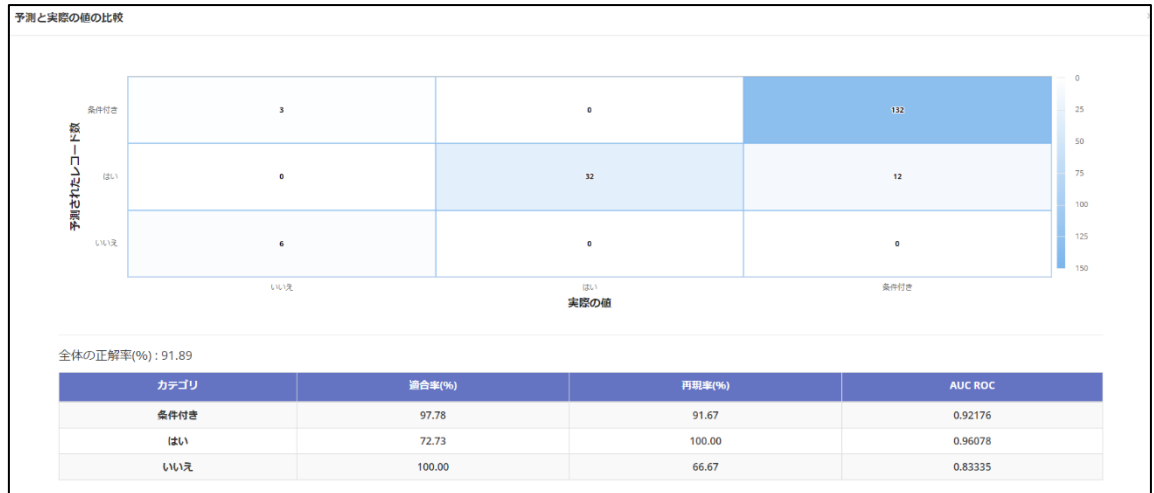 予測と実際の値の比較
条件付き 3 0 132
はい 0 32 12
いいえ 6 0 0
予測されたレコード数
いいえ はい 条件付き
実際の値
0
25
50
75
100
125
150
全体の正解率(%) : 91.89
カテゴリ 適合率(%) 再現率(%) AUC ROC
条件付き 97.78 91.67 0.92176
はい 72.73 100.00 0.96078
いいえ 100.00 66.67 0.83335